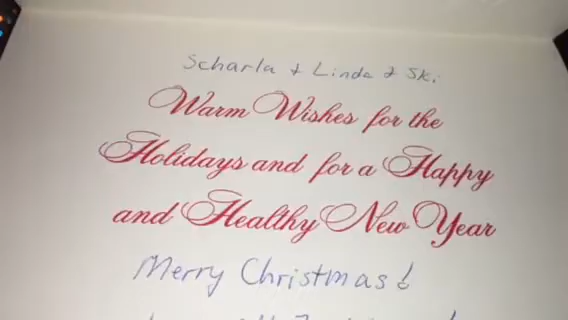 Scharla + Linda & Ski
Warm Wishes for the
Holidays and for a Happy
and Healthy New Year
Merry Christmas!